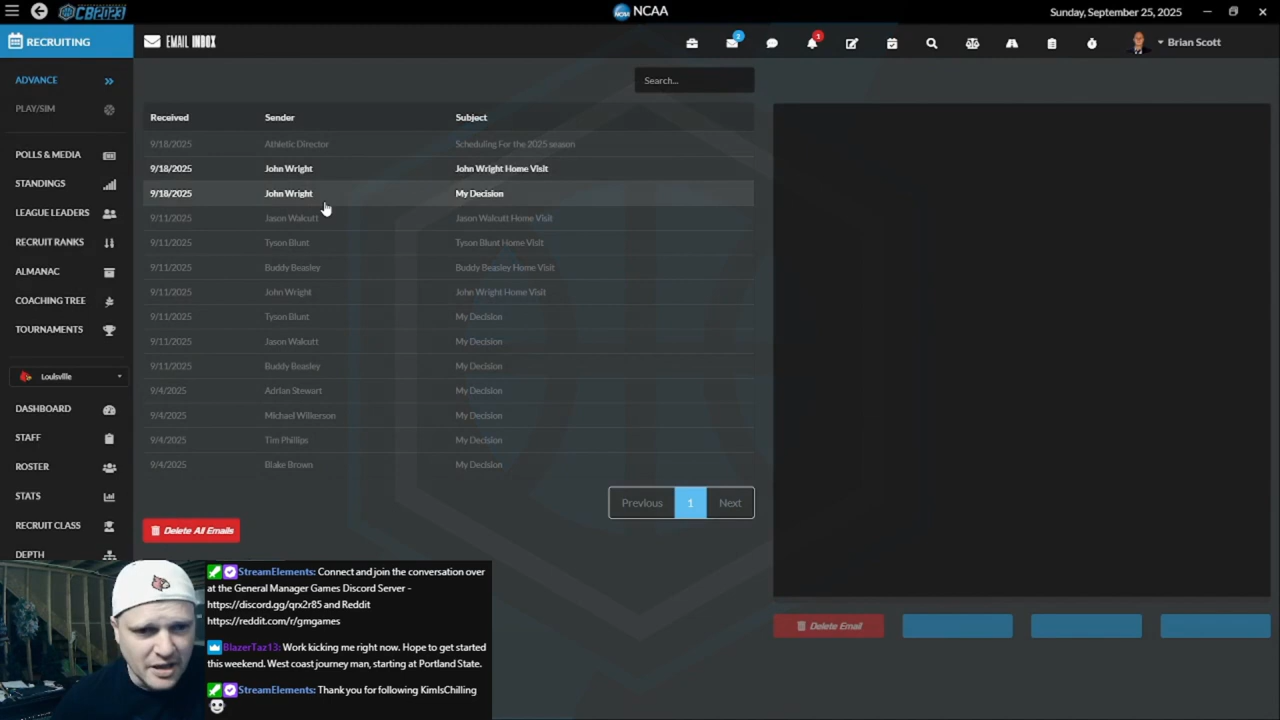 CB2023
NCAA
Sunday, September 25, 2025
RECRUITING
EMAIL INBOX
2
1
Brian Scott
ADVANCE
PLAY/SIM
POLLS & MEDIA
STANDINGS
LEAGUE LEADERS
RECRUIT RANKS
ALMANAC
COACHING TREE
TOURNAMENTS
Louisville
DASHBOARD
STAFF
ROSTER
STATS
RECRUIT CLASS
DEPTH
Search...
Received Sender Subject
9/18/2025 Athletic Director Scheduling For the 2025 season
9/18/2025 John Wright John Wright Home Visit
9/18/2025 John Wright My Decision
9/11/2025 Jason Walcutt Jason Walcutt Home Visit
9/11/2025 Tyson Blunt Tyson Blunt Home Visit
9/11/2025 Buddy Beasley Buddy Beasley Home Visit
9/11/2025 John Wright John Wright Home Visit
9/11/2025 Tyson Blunt My Decision
9/11/2025 Jason Walcutt My Decision
9/11/2025 Buddy Beasley My Decision
9/4/2025 Adrian Stewart My Decision
9/4/2025 Michael Wilkerson My Decision
9/4/2025 Tim Phillips My Decision
9/4/2025 Blake Brown My Decision
Previous 1 Next
Delete All Emails
Delete Email
StreamElements: Connect and join the conversation over
at the General Manager Games Discord Server -
https://discord.gg/qrx2r85 and Reddit
https://reddit.com/r/gmgames
BlazerTaz13: Work kicking me right now. Hope to get started
this weekend. West coast journey man, starting at Portland State.
StreamElements: Thank you for following KimIsChilling